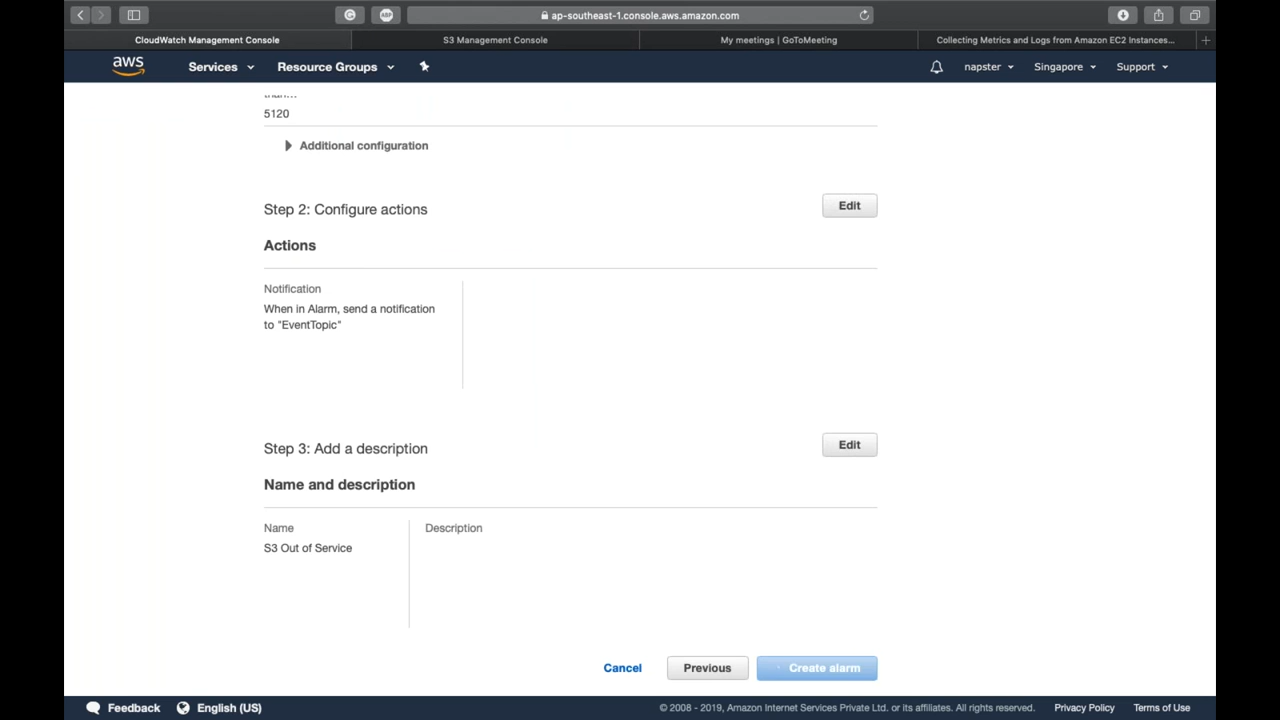 ap-southeast-1.console.aws.amazon.com
CloudWatch Management Console
S3 Management Console
My meetings | GoToMeeting
Collecting Metrics and Logs from Amazon EC2 Instances...
aws
Services
Resource Groups
napster
Singapore
Support
than...
5120
Additional configuration
Step 2: Configure actions
Edit
Actions
Notification
When in Alarm, send a notification
to "EventTopic"
Step 3: Add a description
Edit
Name and description
Name
Description
S3 Out of Service
Cancel
Previous
Create alarm
Feedback
English (US)
© 2008 - 2019, Amazon Internet Services Private Ltd. or its affiliates. All rights reserved.
Privacy Policy
Terms of Use